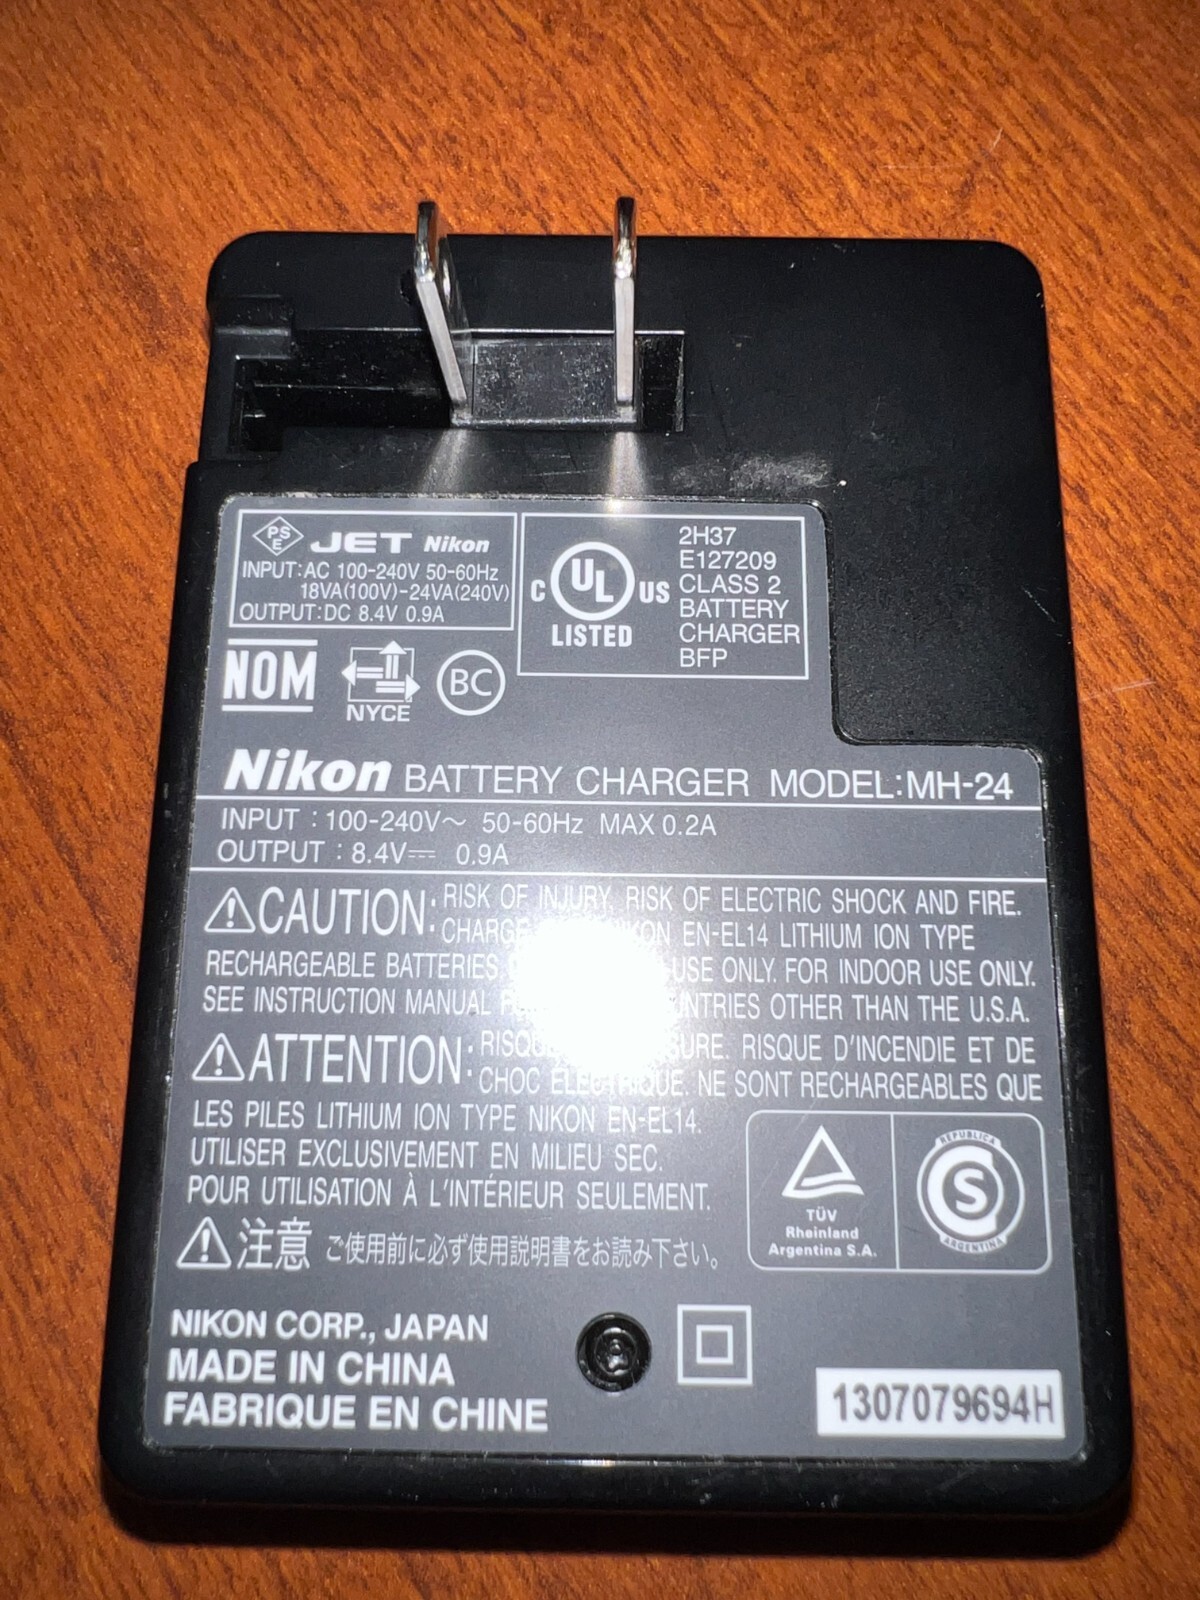 PS
E
JET Nikon
INPUT:AC 100-240V 50-60Hz
18VA(100V)-24VA(240V)
OUTPUT:DC 8.4V 0.9A
C UL US
LISTED
2H37
E127209
CLASS 2
BATTERY
CHARGER
BFP
NOM
NYCE
BC
Nikon BATTERY CHARGER MODEL:MH-24
INPUT : 100-240V～ 50-60Hz MAX 0.2A
OUTPUT : 8.4V⎓ 0.9A
⚠CAUTION: RISK OF INJURY. RISK OF ELECTRIC SHOCK AND FIRE.
CHARGE EN-EL14 LITHIUM ION TYPE
RECHARGEABLE BATTERIES USE ONLY. FOR INDOOR USE ONLY.
SEE INSTRUCTION MANUAL OTHER THAN THE U.S.A.
⚠ATTENTION: RISQUE D'INCENDIE ET DE
CHOC ÉLECTRIQUE. NE SONT RECHARGEABLES QUE
LES PILES LITHIUM ION TYPE NIKON EN-EL14.
UTILISER EXCLUSIVEMENT EN MILIEU SEC.
POUR UTILISATION À L'INTÉRIEUR SEULEMENT.
⚠注意 ご使用前に必ず使用説明書をお読み下さい。
TÜV
Rheinland
Argentina S.A.
REPUBLICA
S
ARGENTINA
NIKON CORP., JAPAN
MADE IN CHINA
FABRIQUE EN CHINE
1307079694H